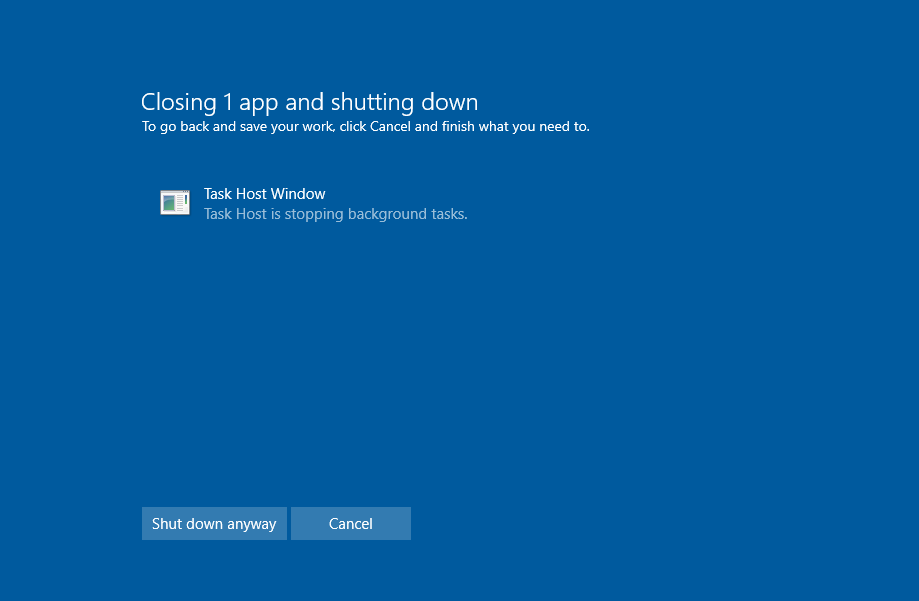 Closing 1 app and shutting down
To go back and save your work, click Cancel and finish what you need to.
Task Host Window
Task Host is stopping background tasks.
Shut down anyway
Cancel